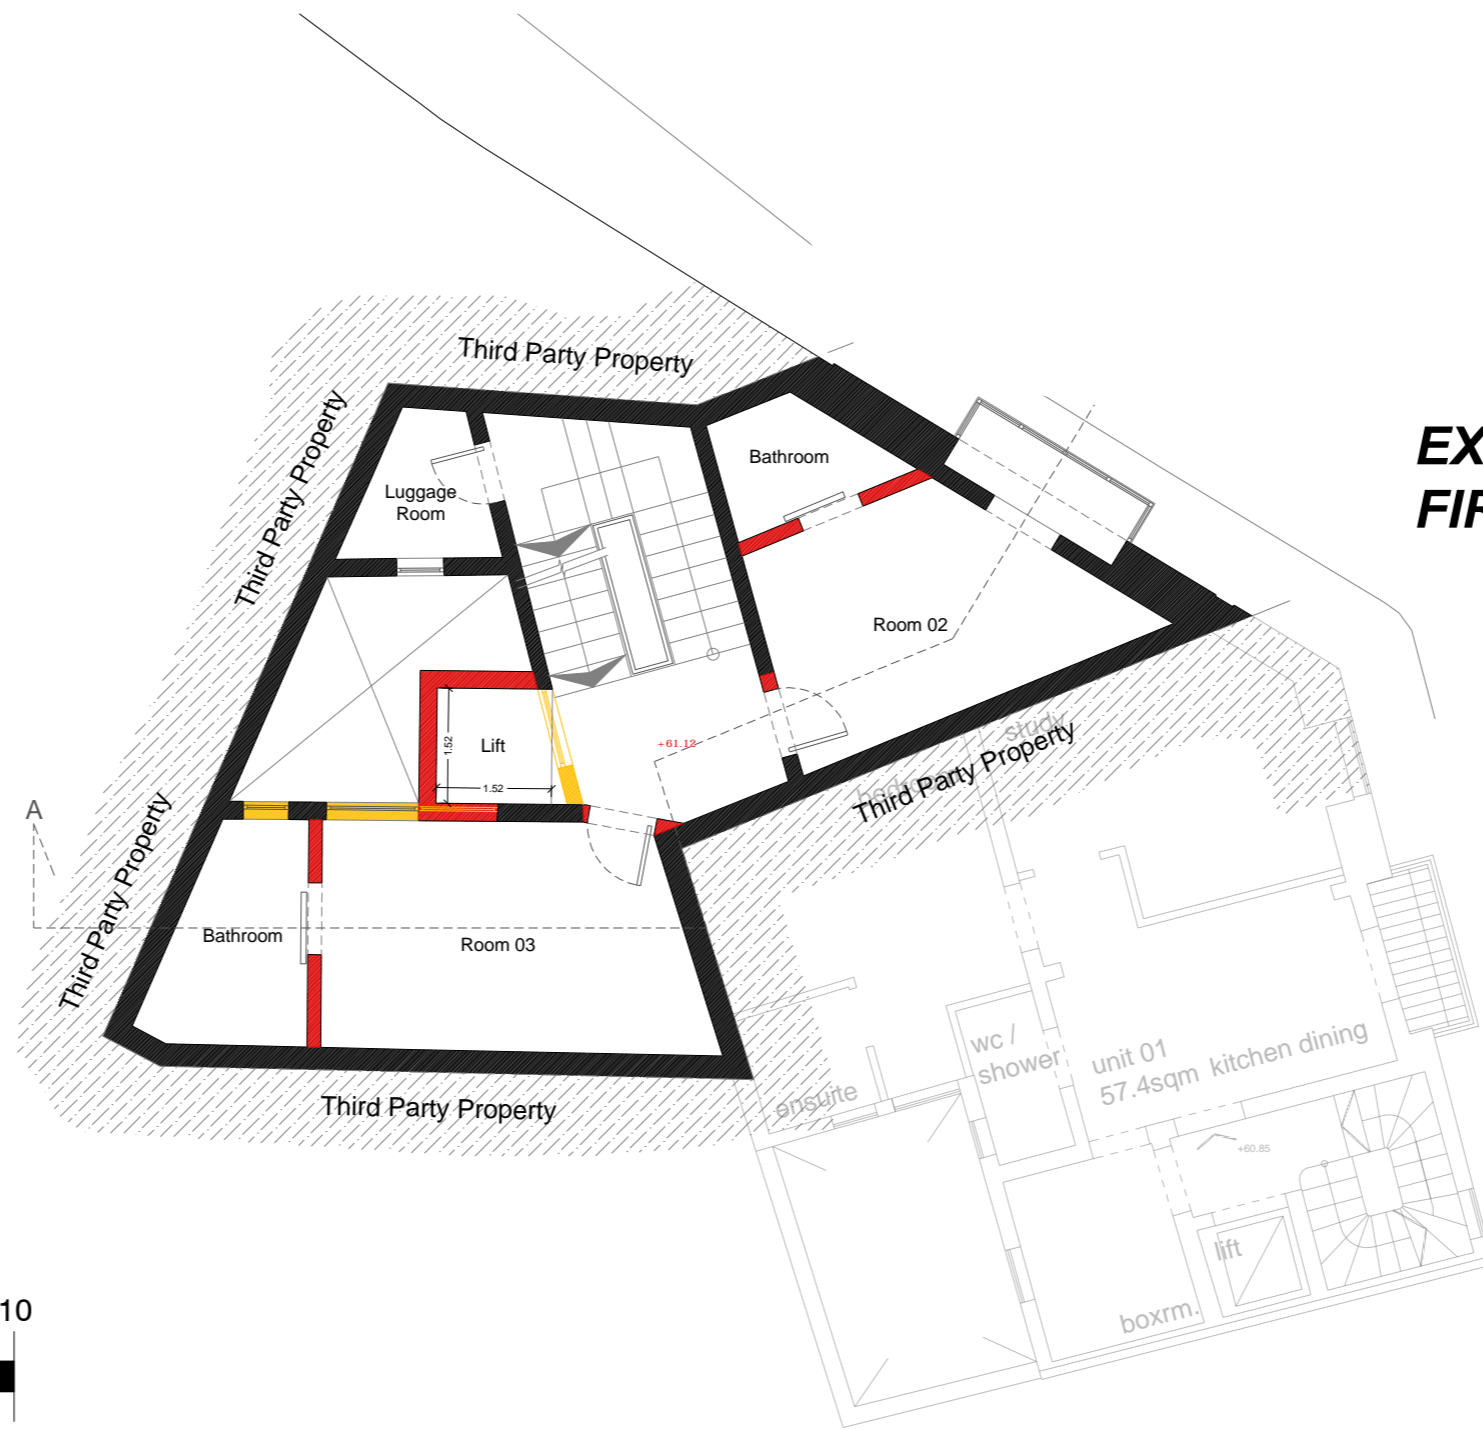 Third Party Property
EX
FIR
Third Party Property
Bathroom
Luggage
Room
Room 02
study
+61.12
Lift
1.52
1.52
Third Party Property
A
Third Party Property
Bathroom
Room 03
wc /
shower
unit 01
57.4sqm kitchen dining
ensuite
Third Party Property
+60.85
lift
boxrm.
10